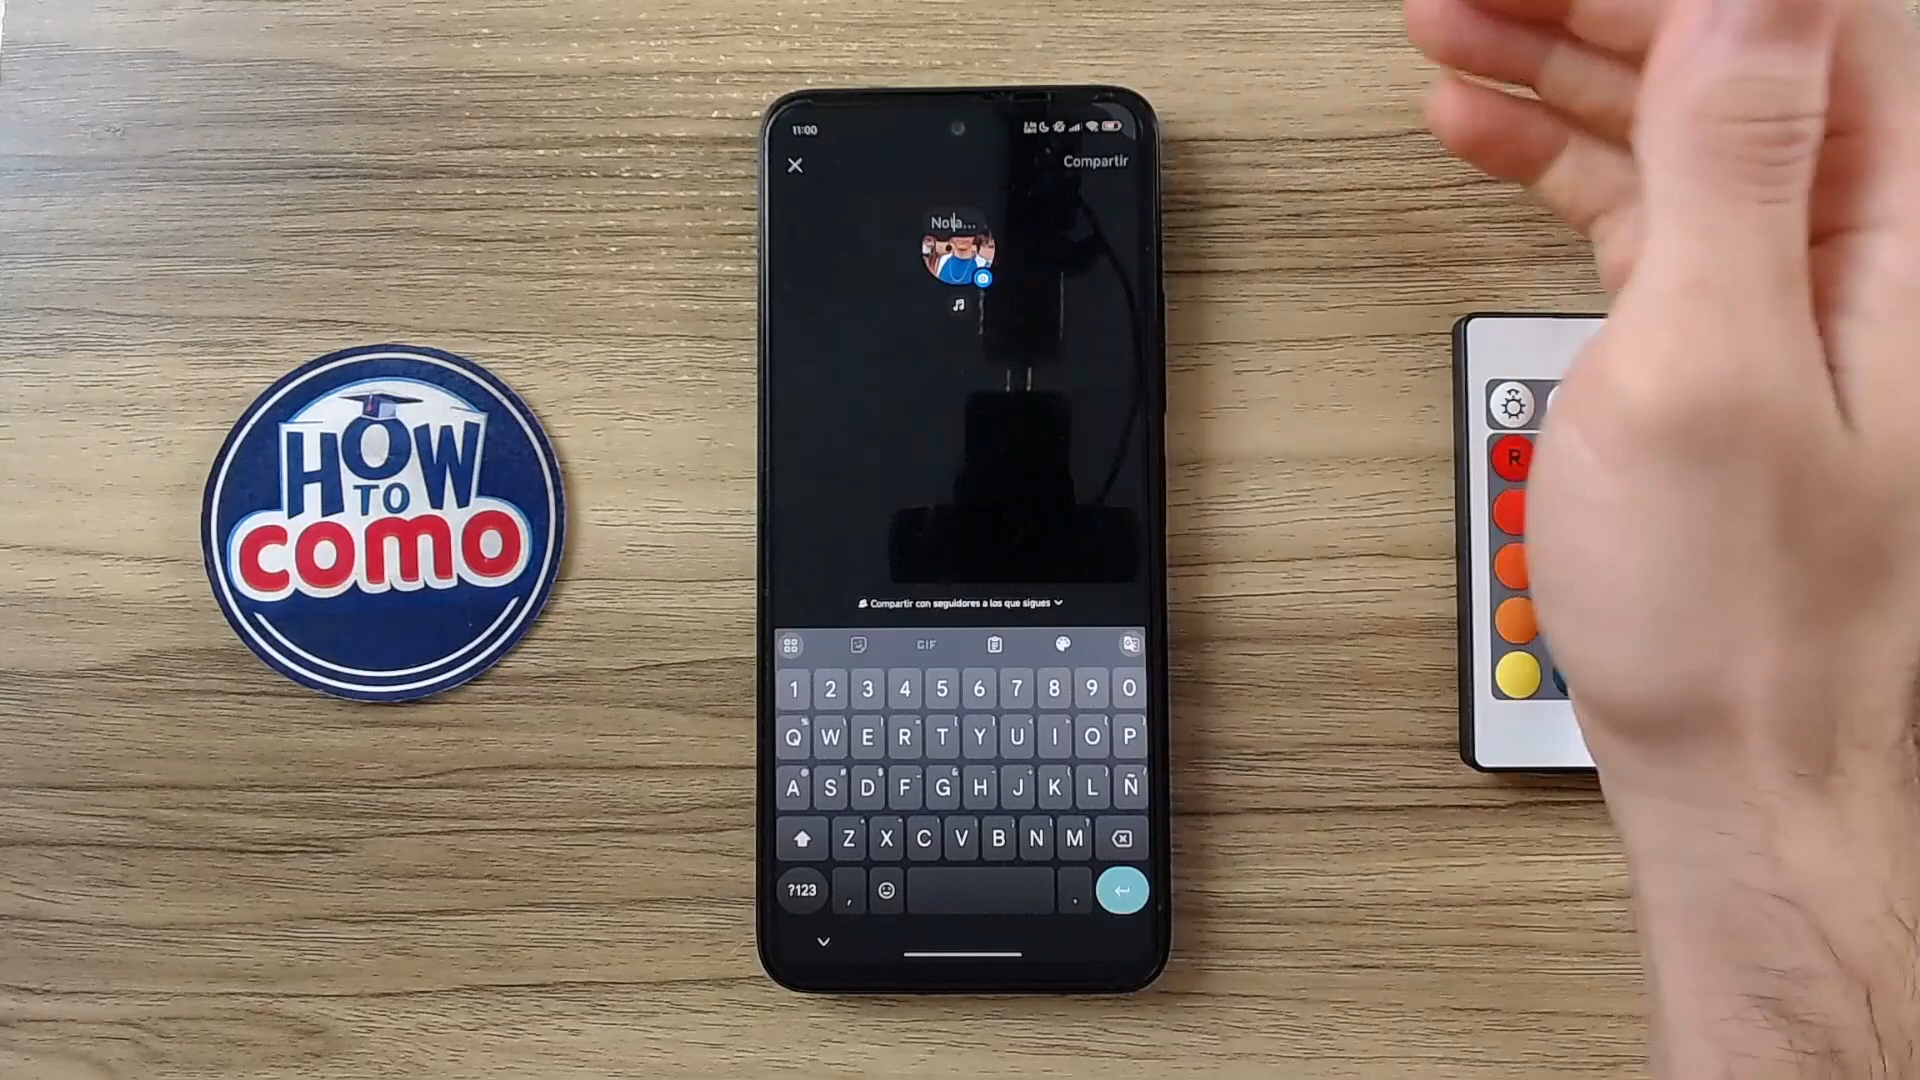 HOW
TO
COMO
11:00
Compartir
Nota...
Compartir con seguidores a los que sigues
GIF
1 2 3 4 5 6 7 8 9 0
Q W E R T Y U I O P
A S D F G H J K L Ñ
Z X C V B N M
?123 , .
R